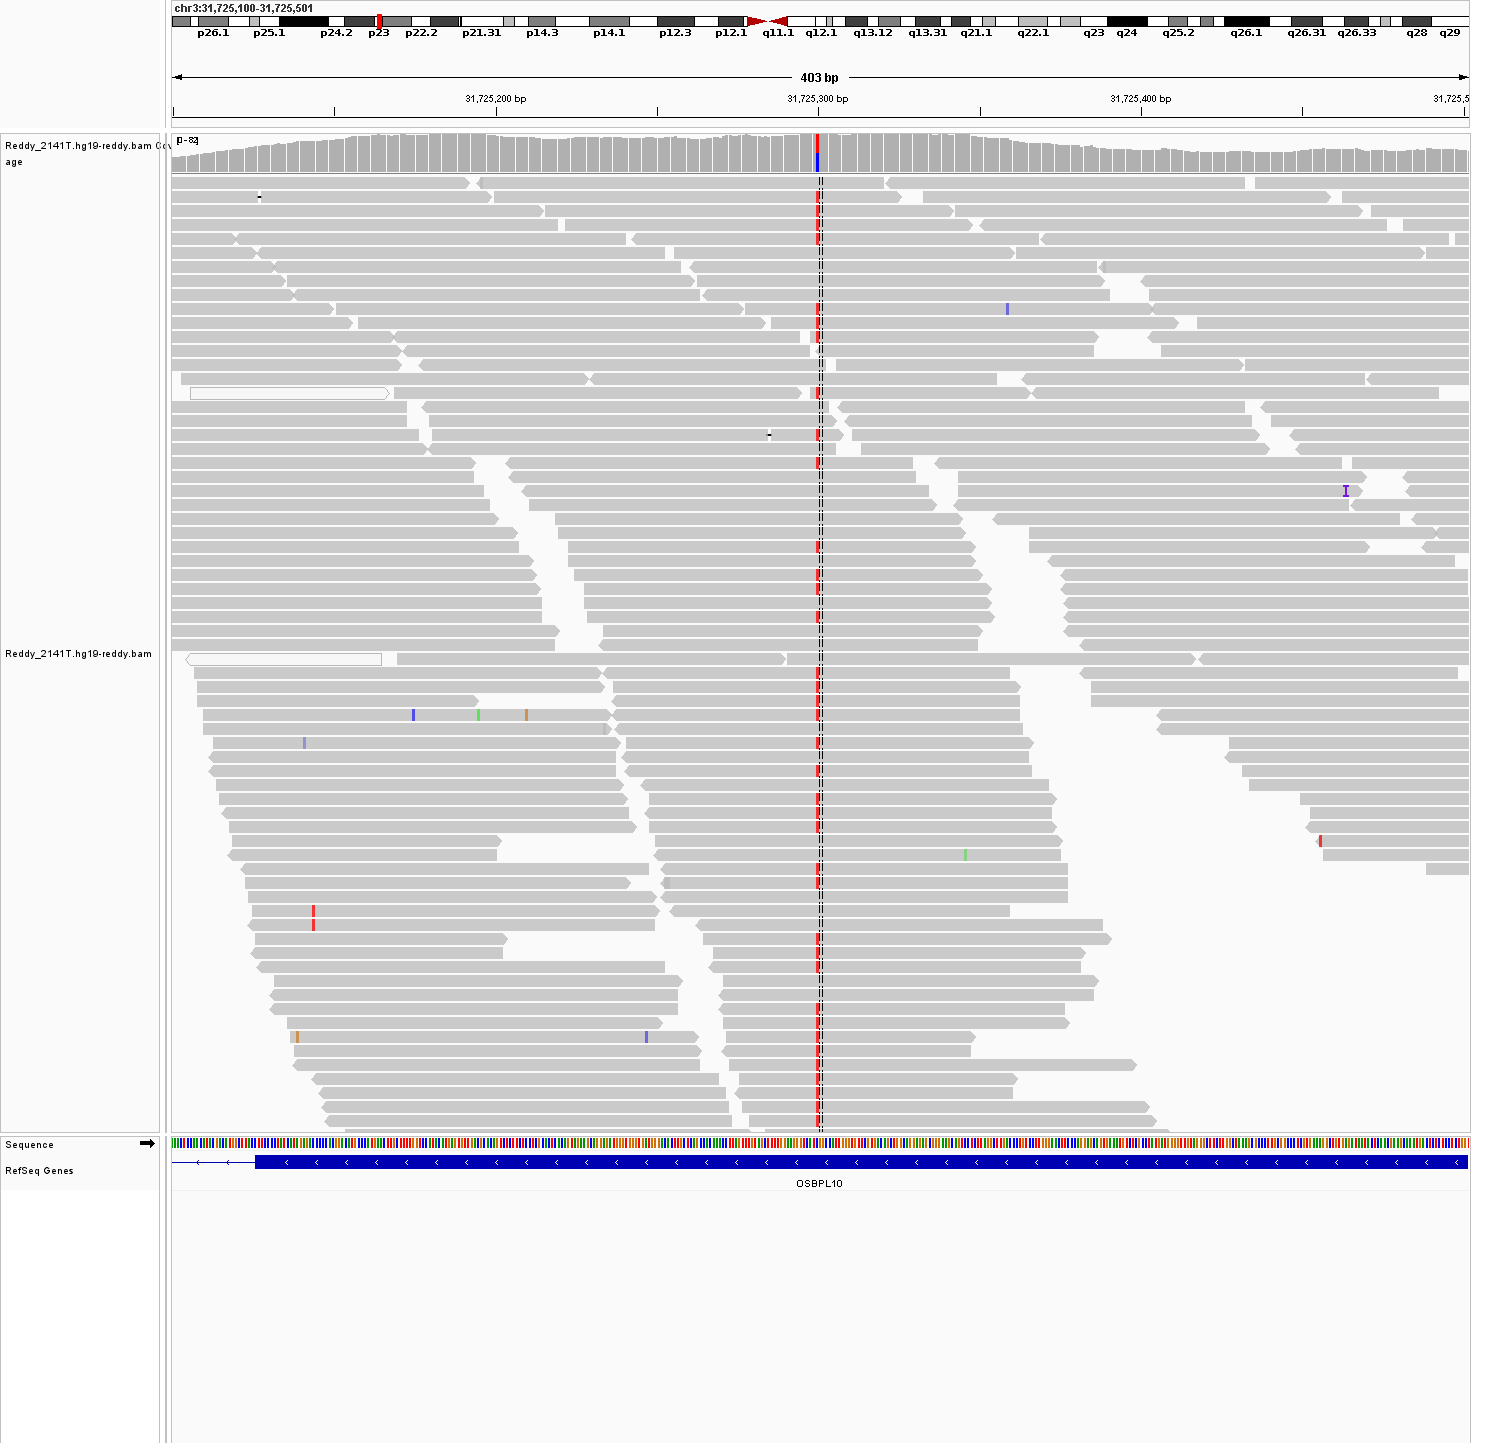 chr3:31,725,100-31,725,501
p26.1 p25.1 p24.2 p23 p22.2 p21.31 p14.3 p14.1 p12.3 p12.1 q11.1 q12.1 q13.12 q13.31 q21.1 q22.1 q23 q24 q25.2 q26.1 q26.31 q26.33 q28 q29
403 bp
31,725,200 bp 31,725,300 bp 31,725,400 bp 31,725,5
Reddy_2141T.hg19-reddy.bam Cov
age
[0-82]
Reddy_2141T.hg19-reddy.bam
Sequence
RefSeq Genes
OSBPL10